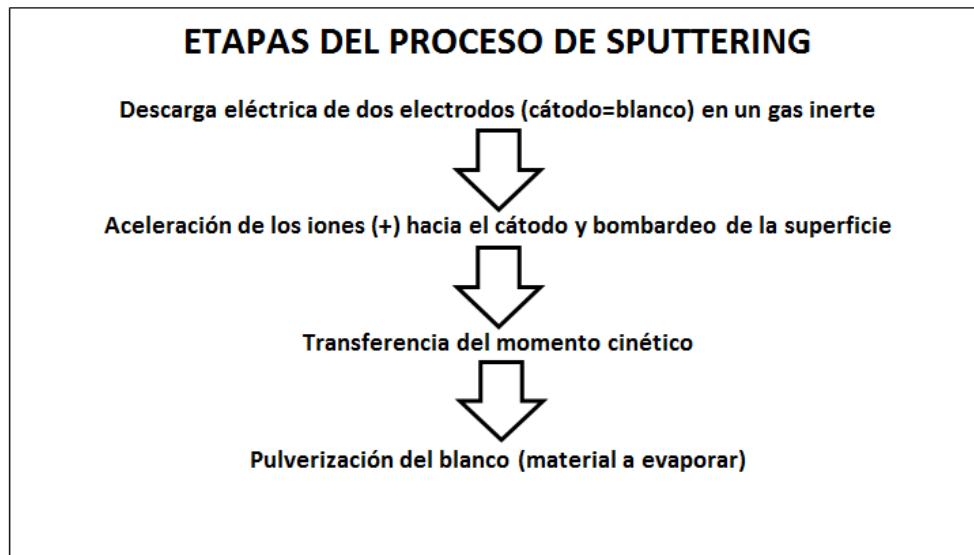 ETAPAS DEL PROCESO DE SPUTTERING
Descarga eléctrica de dos electrodos (cátodo=blanco) en un gas inerte
Aceleración de los iones (+) hacia el cátodo y bombardeo de la superficie
Transferencia del momento cinético
Pulverización del blanco (material a evaporar)